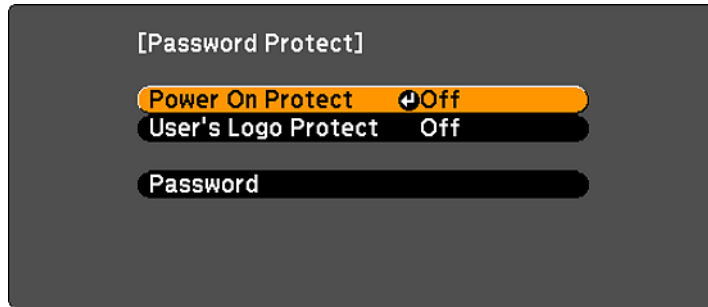 [Password Protect]
Power On Protect Off
User's Logo Protect Off
Password